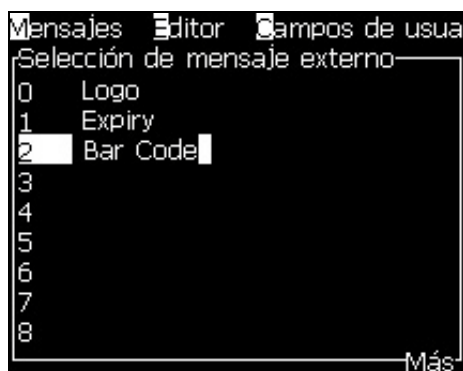 Mensajes Editor Campos de usua
Selección de mensaje externo
0 Logo
1 Expiry
2 Bar Code
3
4
5
6
7
8
Más